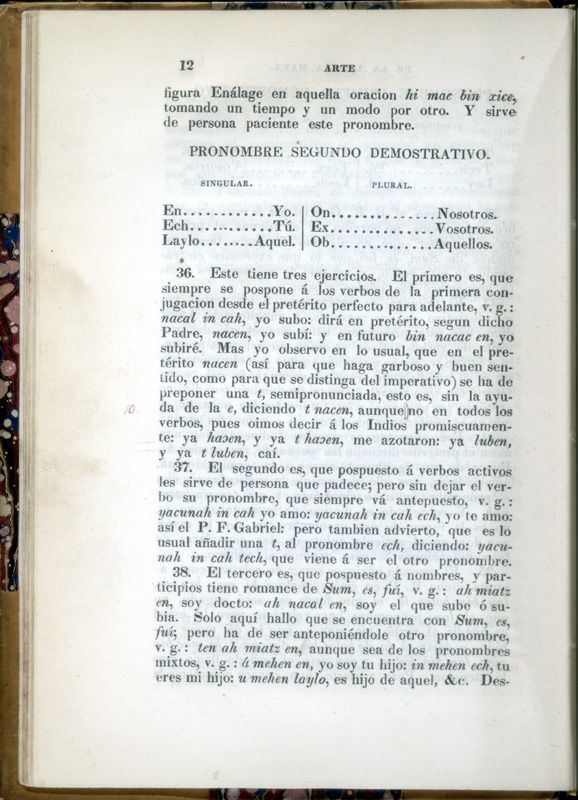 12 ARTE
figura Enálage en aquella oracion hi mac bin xice,
tomando un tiempo y un modo por otro. Y sirve
de persona paciente este pronombre.
PRONOMBRE SEGUNDO DEMOSTRATIVO.
SINGULAR. PLURAL.
En...........Yo. On..............Nosotros.
Ech...........Tú. Ex..............Vosotros.
Laylo........Aquel. Ob..............Aquellos.
36. Este tiene tres ejercicios. El primero es, que
siempre se pospone á los verbos de la primera con-
jugacion desde el pretérito perfecto para adelante, v. g.:
nacal in cah, yo subo: dirá en pretérito, segun dicho
Padre, nacen, yo subí: y en futuro bin nacac en, yo
subiré. Mas yo observo en lo usual, que en el pre-
térito nacen (así para que haga garboso y buen sen-
tido, como para que se distinga del imperativo) se ha de
preponer una t, semipronunciada, esto es, sin la ayu-
10 da de la e, diciendo t nacen, aunque no en todos los
verbos, pues oimos decir á los Indios promiscuamen-
te: ya haɔen, y ya t haɔen, me azotaron: ya luben,
y ya t luben, caí.
37. El segundo es, que pospuesto á verbos activos
les sirve de persona que padece; pero sin dejar el ver-
bo su pronombre, que siempre vá antepuesto, v. g.:
yacunah in cah yo amo: yacunah in cah ech, yo te amo:
así el P. F. Gabriel: pero tambien advierto, que es lo
usual añadir una t, al pronombre ech, diciendo: yacu-
nah in cah tech, que viene á ser el otro pronombre.
38. El tercero es, que pospuesto á nombres, y par-
ticipios tiene romance de Sum, es, fuí, v. g.: ah miatz
en, soy docto: ah nacal en, soy el que sube ó su-
bia. Solo aquí hallo que se encuentra con Sum, es,
fuí; pero ha de ser anteponiéndole otro pronombre,
v. g.: ten ah miatz en, aunque sea de los pronombres
mixtos, v. g.: á mehen en, yo soy tu hijo: in mehen ech, tu
eres mi hijo: u mehen laylo, es hijo de aquel, &c. Des-